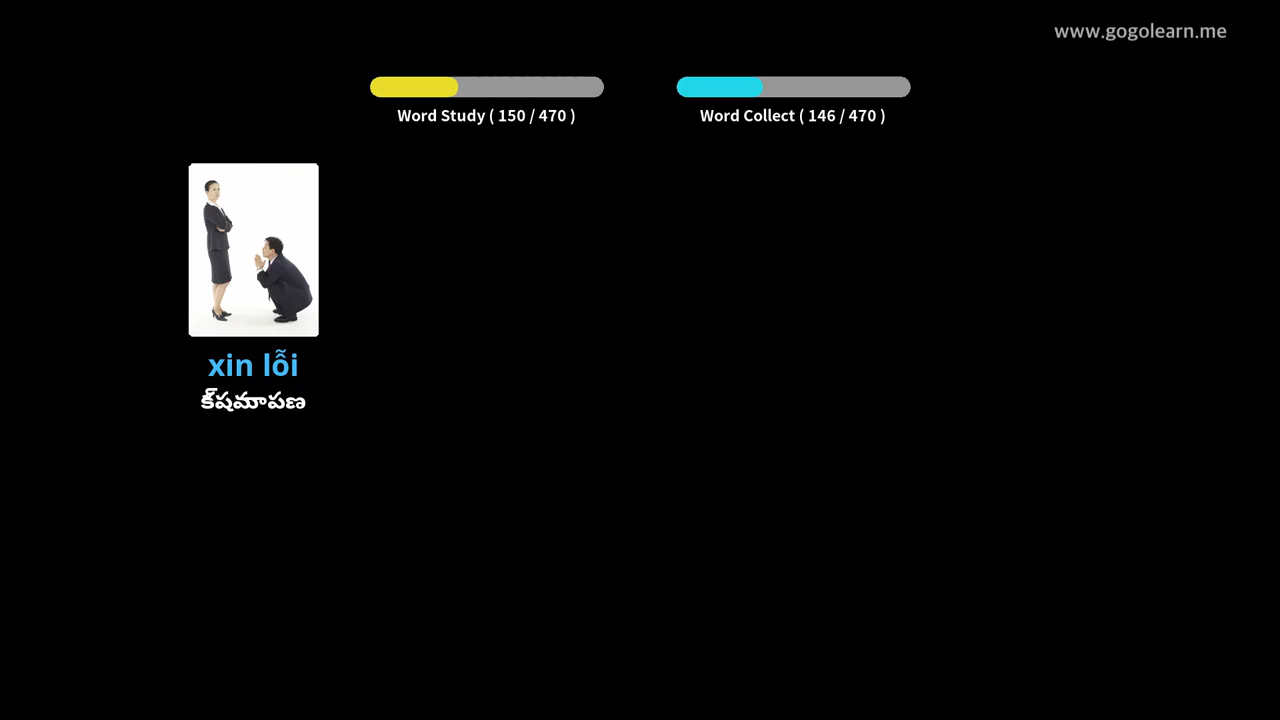 www.gogolearn.me
Word Study ( 150 / 470 )
Word Collect ( 146 / 470 )
xin lỗi
క్షమాపణ